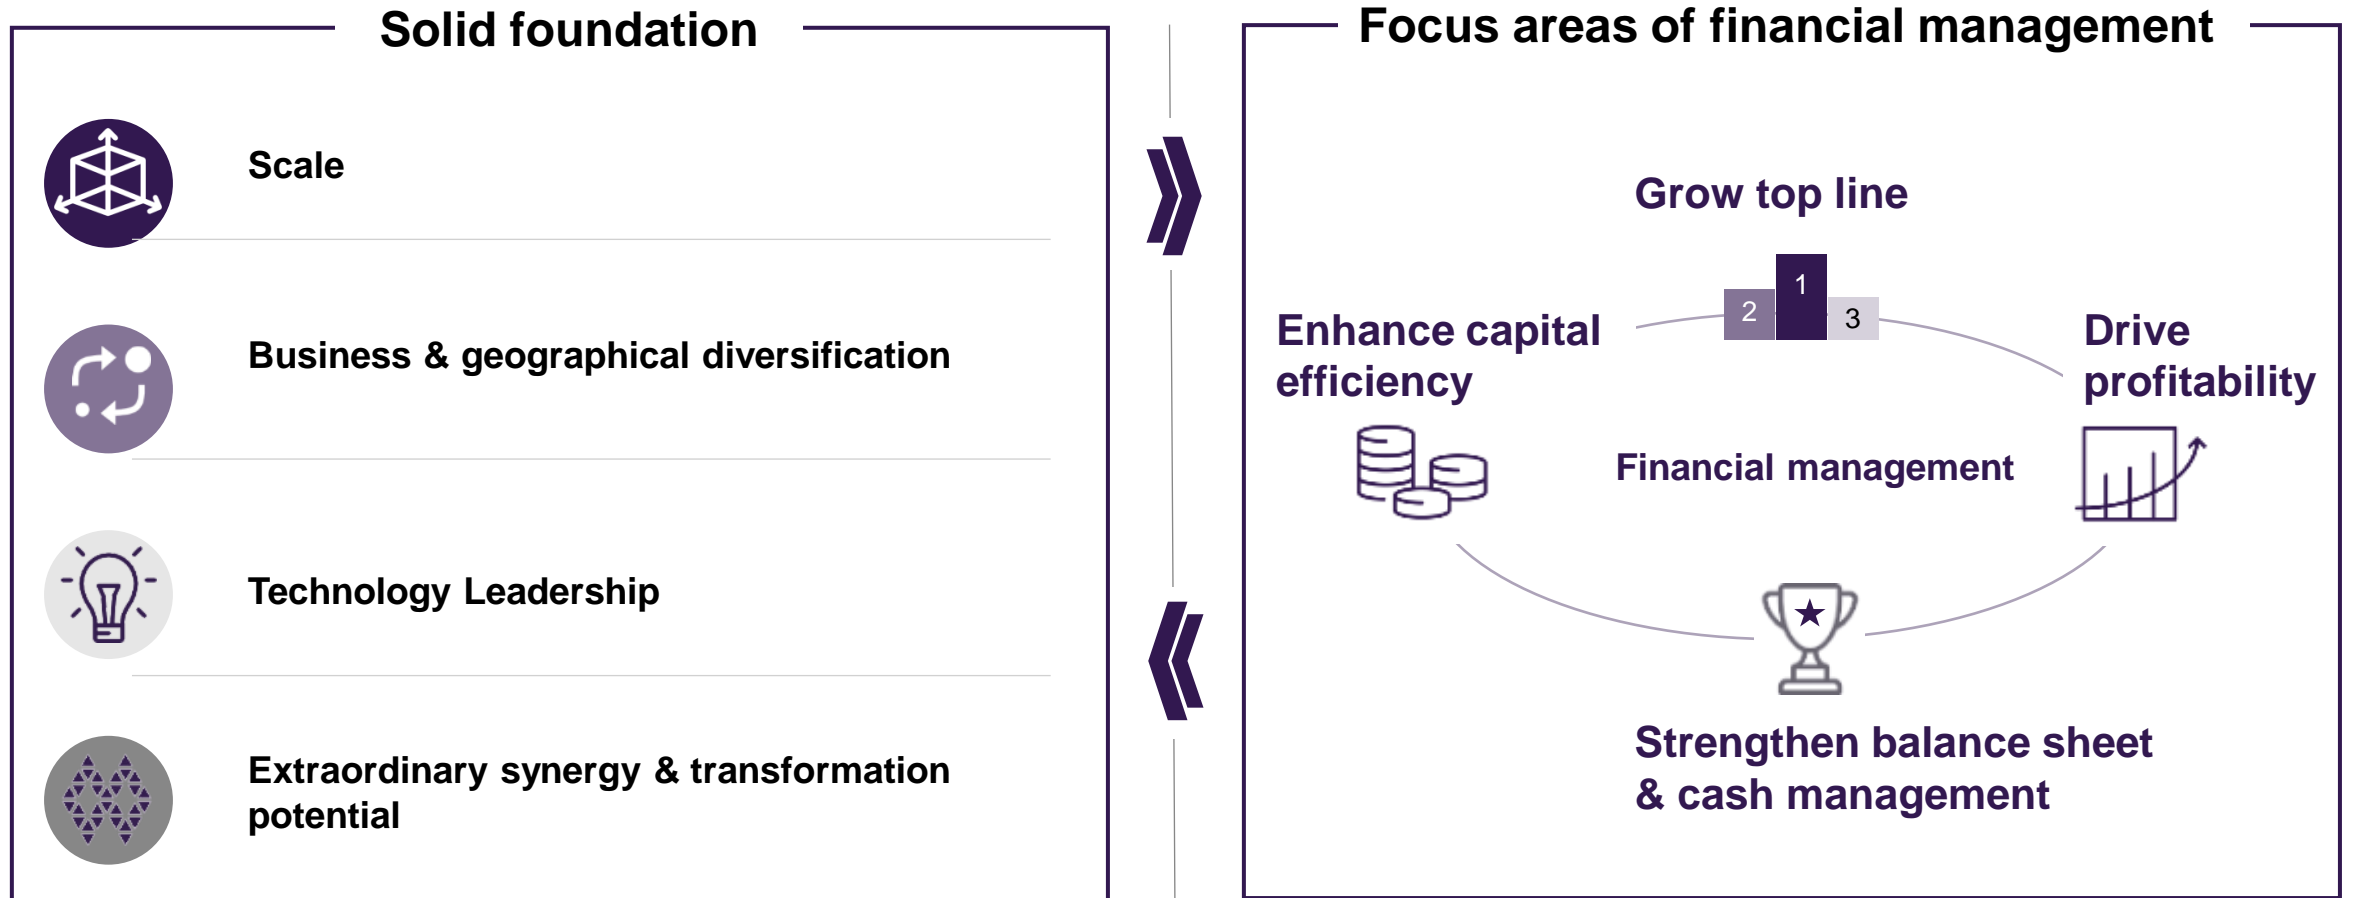 Solid foundation
Scale
Business & geographical diversification
Technology Leadership
Extraordinary synergy & transformation
potential
Focus areas of financial management
Grow top line
1
2
3
Enhance capital
efficiency
Drive
profitability
Financial management
Strengthen balance sheet
& cash management